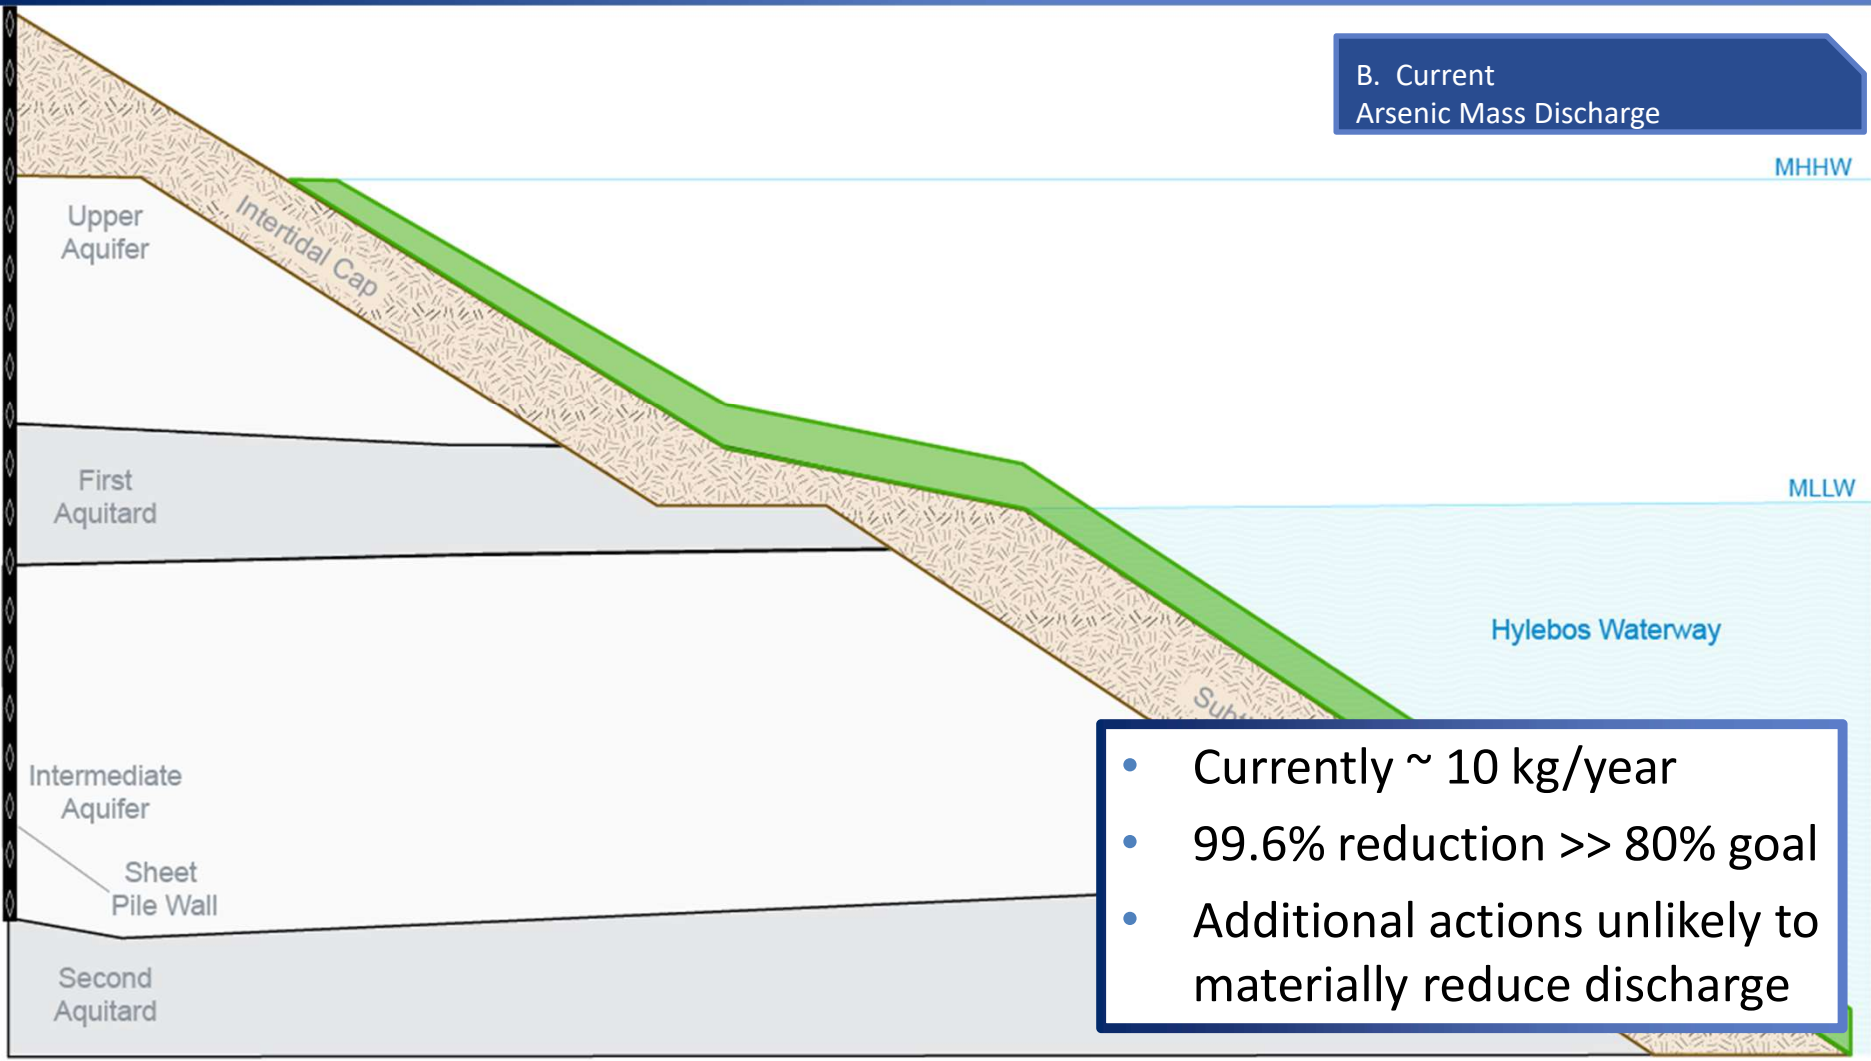 B. Current
Arsenic Mass Discharge
MHHW
Upper
Aquifer
Intertidal Cap
First
Aquitard
MLLW
Hylebos Waterway
Intermediate
Aquifer
Sheet
Pile Wall
Second
Aquitard
• Currently ~ 10 kg/year
• 99.6% reduction >> 80% goal
• Additional actions unlikely to
materially reduce discharge